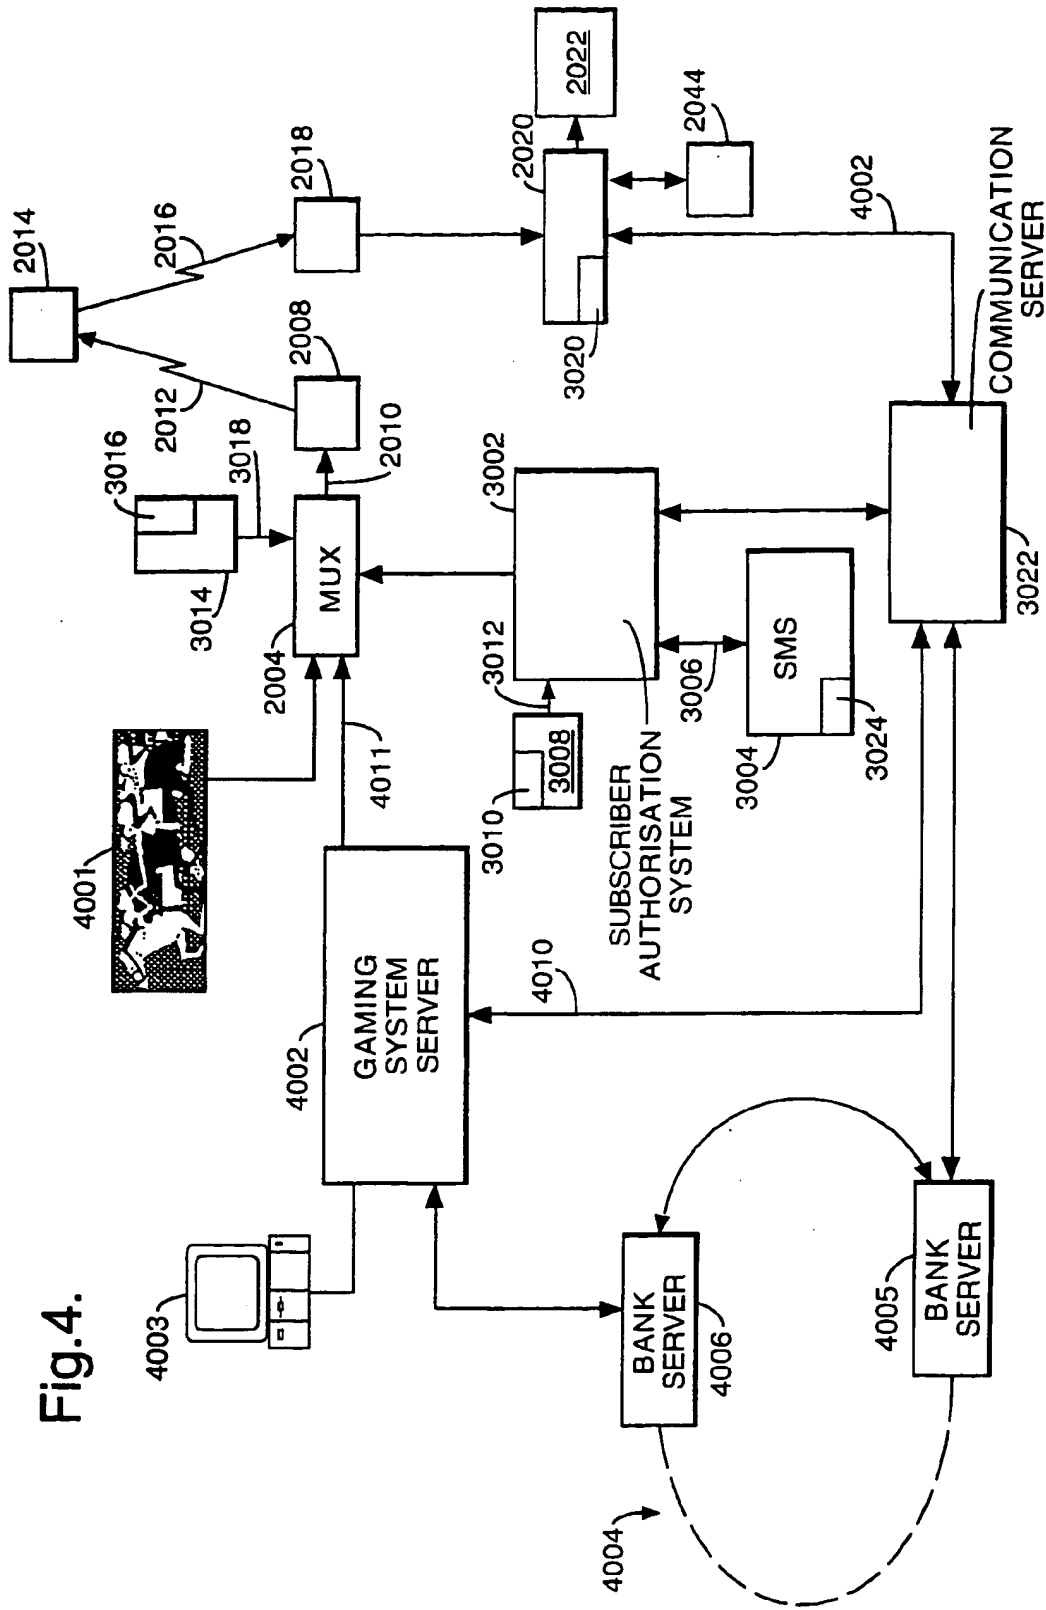 Fig.4.
4003
4002
GAMING
SYSTEM
SERVER
4001
4011
2004
MUX
3014
3016
3018
2010
2008
2012
2014
2016
2018
2020
2022
2044
3020
4002
3002
3012
3010
3008
SUBSCRIBER
AUTHORISATION
SYSTEM
3006
SMS
3004
3024
4010
COMMUNICATION
SERVER
3022
BANK
SERVER
4006
BANK
SERVER
4005
4004